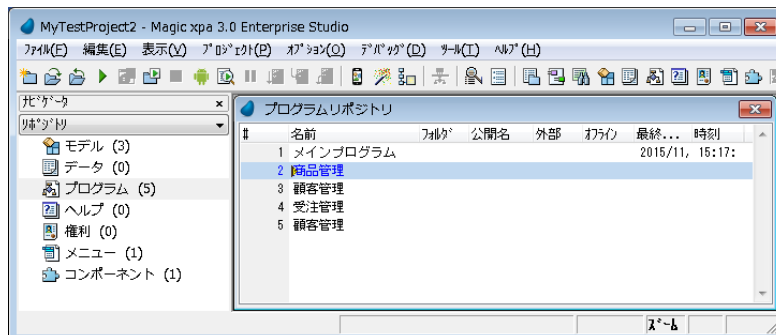 MyTestProject2 - Magic xpa 3.0 Enterprise Studio
ﾌｧｲﾙ(F) 編集(E) 表示(V) ﾌﾟﾛｼﾞｪｸﾄ(P) ｵﾌﾟｼｮﾝ(O) ﾃﾞﾊﾞｯｸﾞ(D) ﾂｰﾙ(T) ﾍﾙﾌﾟ(H)
ﾅﾋﾞｹﾞｰﾀ
ﾘﾎﾟｼﾞﾄﾘ
モデル (3)
データ (0)
プログラム (5)
ヘルプ (0)
権利 (0)
メニュー (1)
コンポーネント (1)
プログラムリポジトリ
# 名前 ﾌｫﾙﾀﾞ 公開名 外部 ｵﾌﾗｲﾝ 最終... 時刻
1 メインプログラム 2015/11, 15:17:
2 商品管理
3 顧客管理
4 受注管理
5 顧客管理
ｽﾞｰﾑ